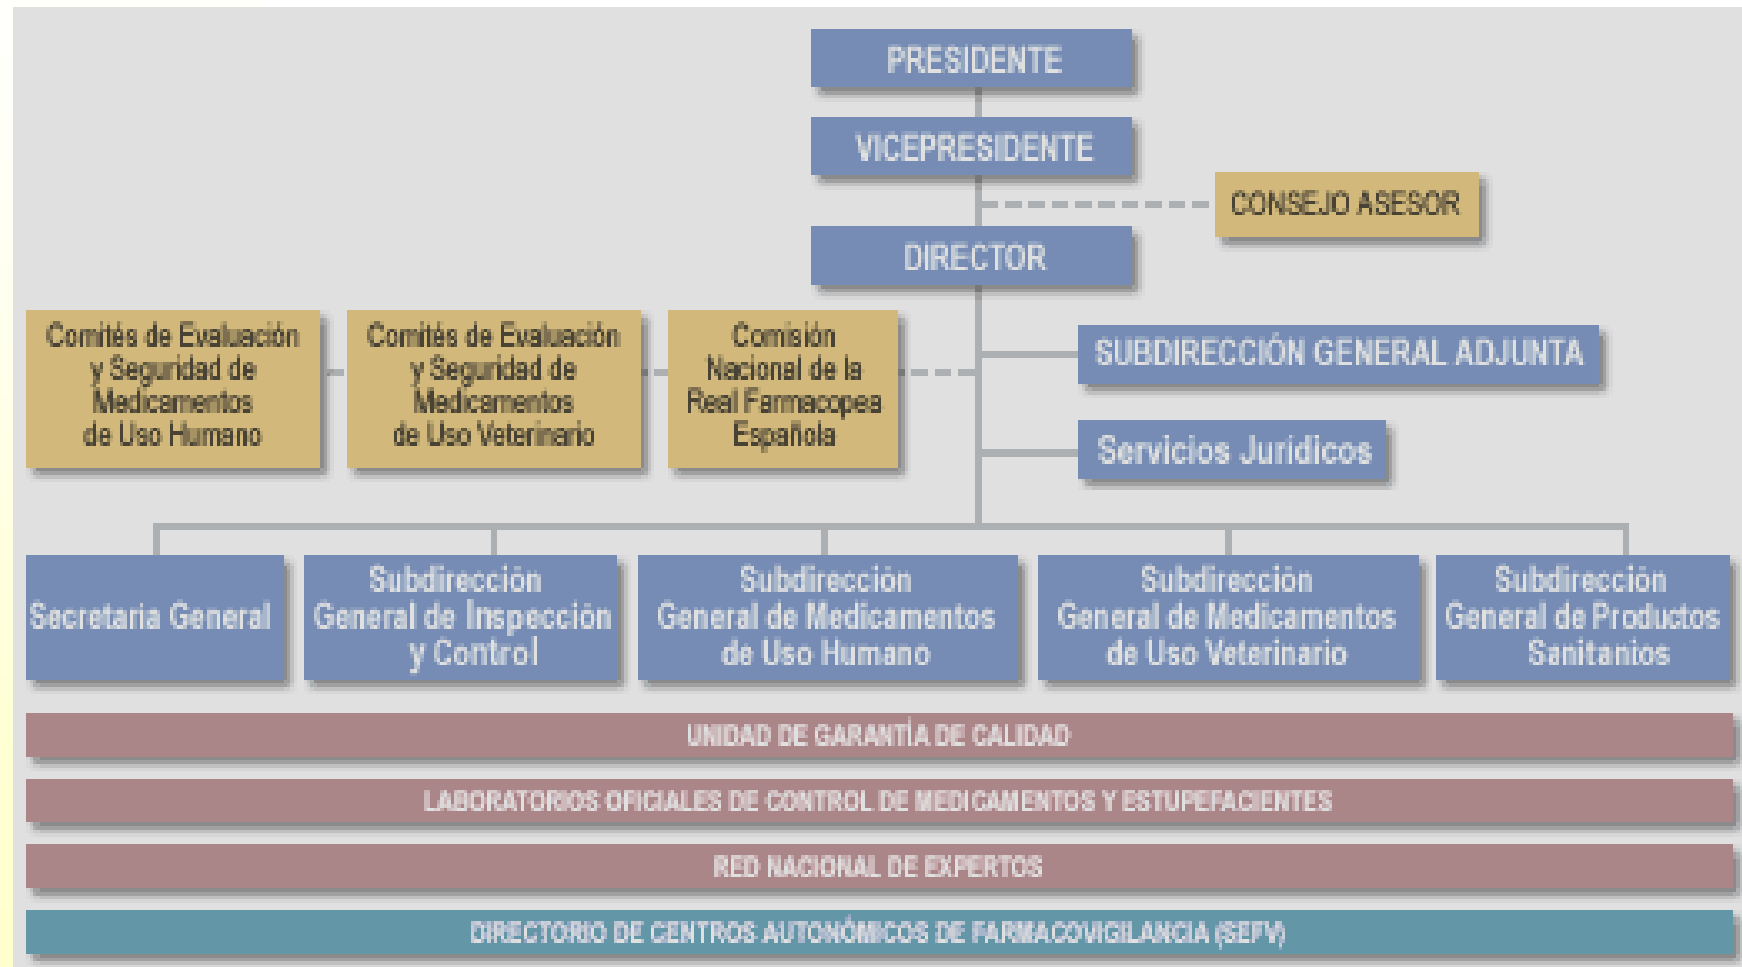 PRESIDENTE
VICEPRESIDENTE
CONSEJO ASESOR
DIRECTOR
Comités de Evaluación
y Seguridad de
Medicamentos
de Uso Humano
Comités de Evaluación
y Seguridad de
Medicamentos
de Uso Veterinario
Comisión
Nacional de la
Real Farmacopea
Española
SUBDIRECCIÓN GENERAL ADJUNTA
Servicios Jurídicos
Secretaria General
Subdirección
General de Inspección
y Control
Subdirección
General de Medicamentos
de Uso Humano
Subdirección
General de Medicamentos
de Uso Veterinario
Subdirección
General de Productos
Sanitanios
UNIDAD DE GARANTÍA DE CALIDAD
LABORATORIOS OFICIALES DE CONTROL DE MEDICAMENTOS Y ESTUPEFACIENTES
RED NACIONAL DE EXPERTOS
DIRECTORIO DE CENTROS AUTONÓMICOS DE FARMACOVIGILANCIA (SEFV)